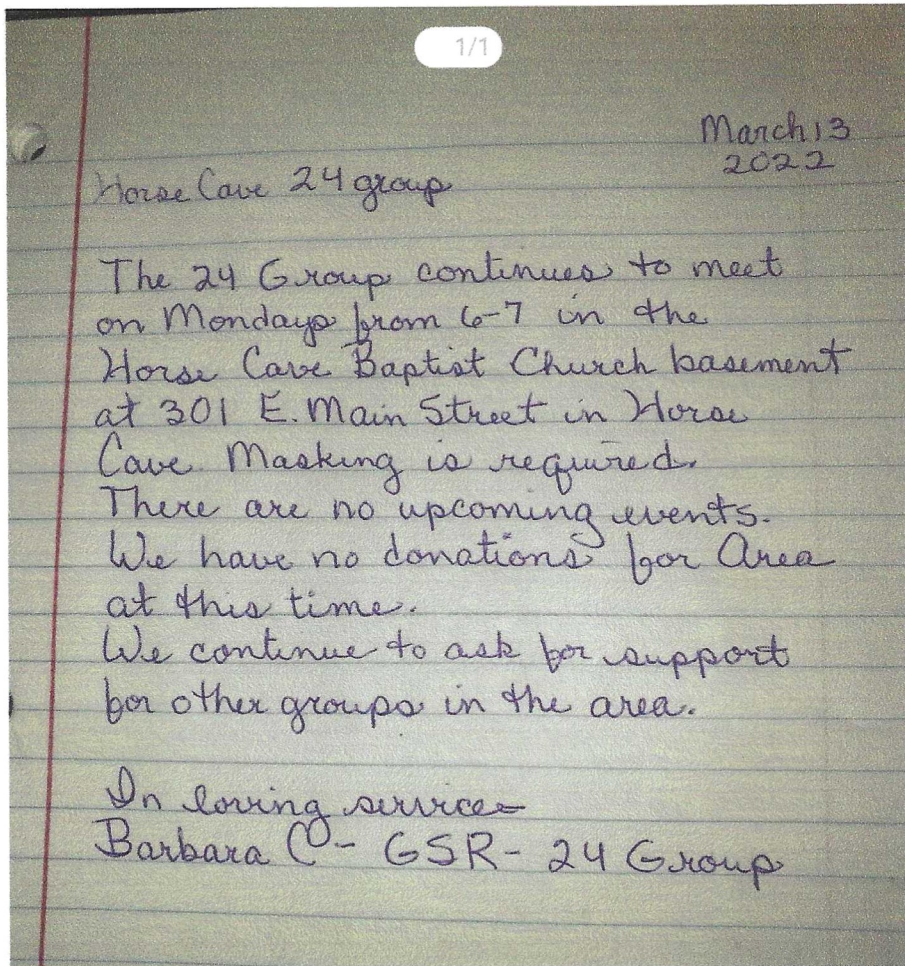 1/1
March 13
2022
Horse Cave 24 group
The 24 Group continues to meet
on Mondays from 6-7 in the
Horse Cave Baptist Church basement
at 301 E. Main Street in Horse
Cave Masking is required.
There are no upcoming events.
We have no donations for Area
at this time.
We continue to ask for support
for other groups in the area.
In loving service-
Barbara C- GSR- 24 Group